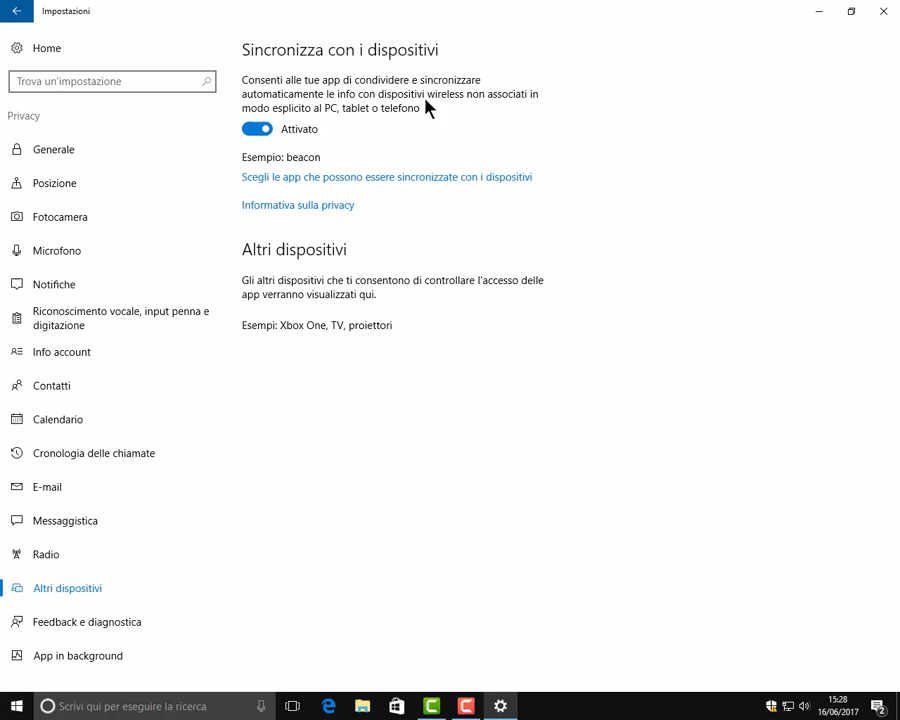 Impostazioni
Home
Trova un'impostazione
Privacy
Generale
Posizione
Fotocamera
Microfono
Notifiche
Riconoscimento vocale, input penna e
digitazione
Info account
Contatti
Calendario
Cronologia delle chiamate
E-mail
Messaggistica
Radio
Altri dispositivi
Feedback e diagnostica
App in background
Sincronizza con i dispositivi
Consenti alle tue app di condividere e sincronizzare
automaticamente le info con dispositivi wireless non associati in
modo esplicito al PC, tablet o telefono
Attivato
Esempio: beacon
Scegli le app che possono essere sincronizzate con i dispositivi
Informativa sulla privacy
Altri dispositivi
Gli altri dispositivi che ti consentono di controllare l'accesso delle
app verranno visualizzati qui.
Esempi: Xbox One, TV, proiettori
Scrivi qui per eseguire la ricerca
15:28
16/06/2017
2